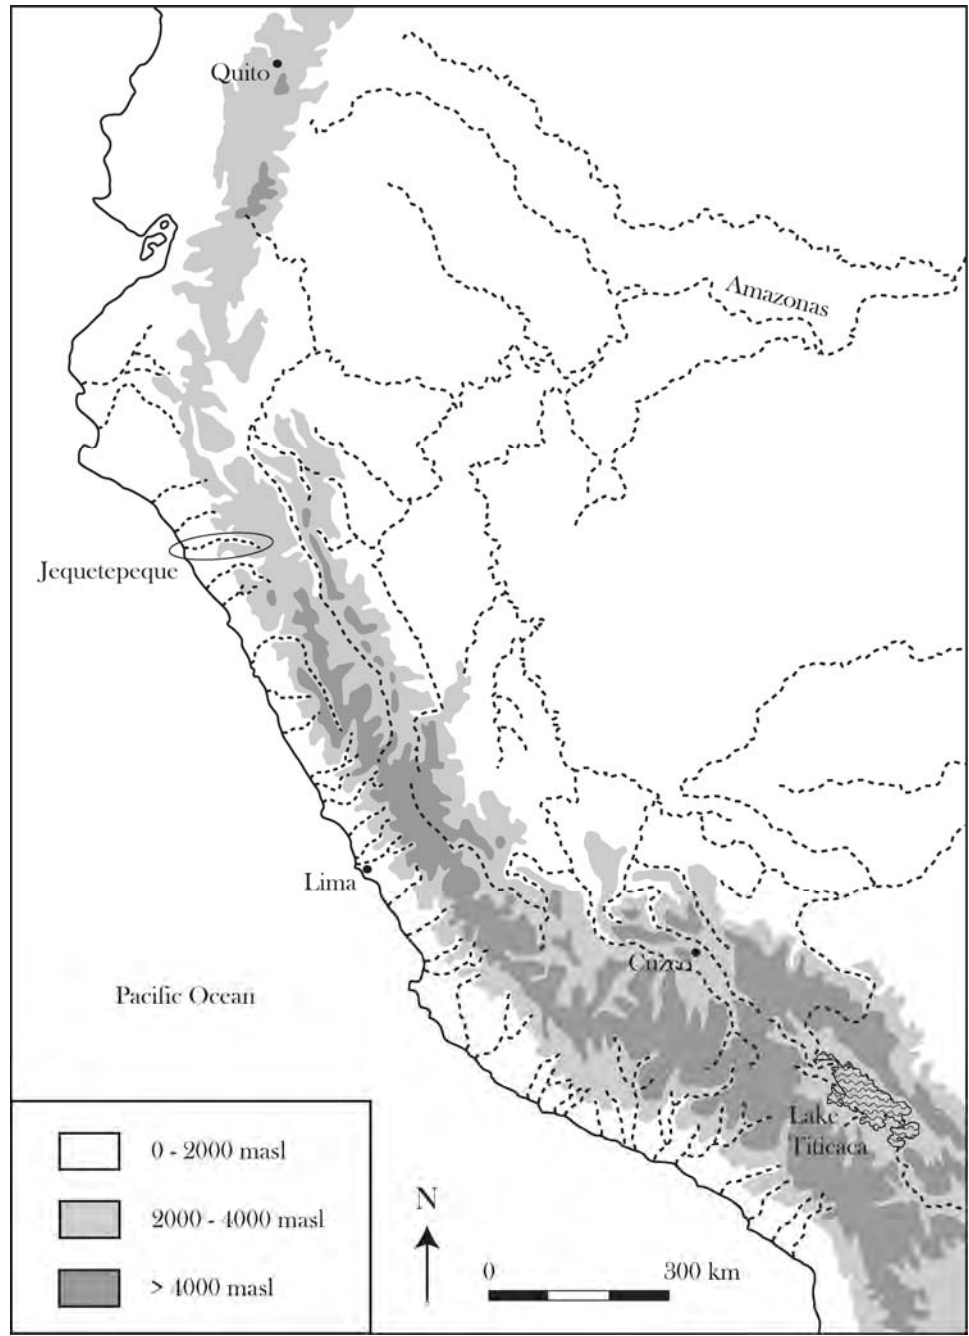 Quito
Amazonas
Jequetepeque
Lima
Cuzco
Pacific Ocean
Lake
Titicaca
0 - 2000 masl
2000 - 4000 masl
> 4000 masl
N
0 300 km